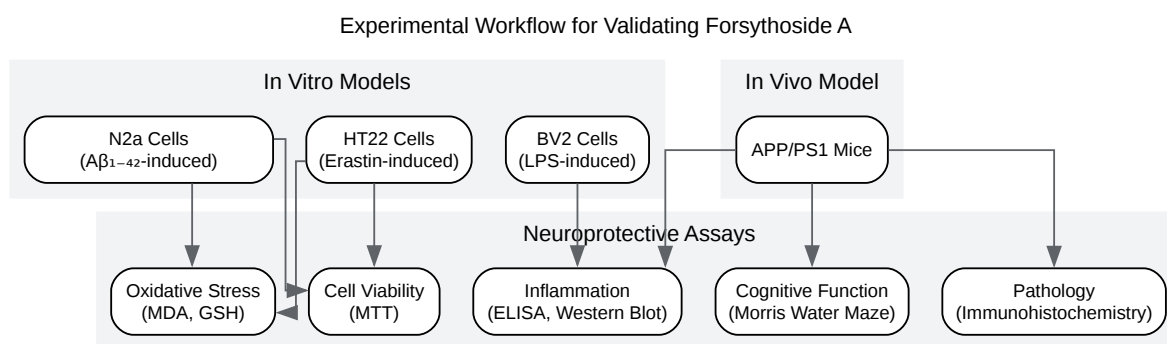 Experimental Workflow for Validating Forsythoside A
In Vitro Models
In Vivo Model
N2a Cells
(Aβ₁₋₄₂-induced)
HT22 Cells
(Erastin-induced)
BV2 Cells
(LPS-induced)
APP/PS1 Mice
Neuroprotective Assays
Oxidative Stress
(MDA, GSH)
Cell Viability
(MTT)
Inflammation
(ELISA, Western Blot)
Cognitive Function
(Morris Water Maze)
Pathology
(Immunohistochemistry)